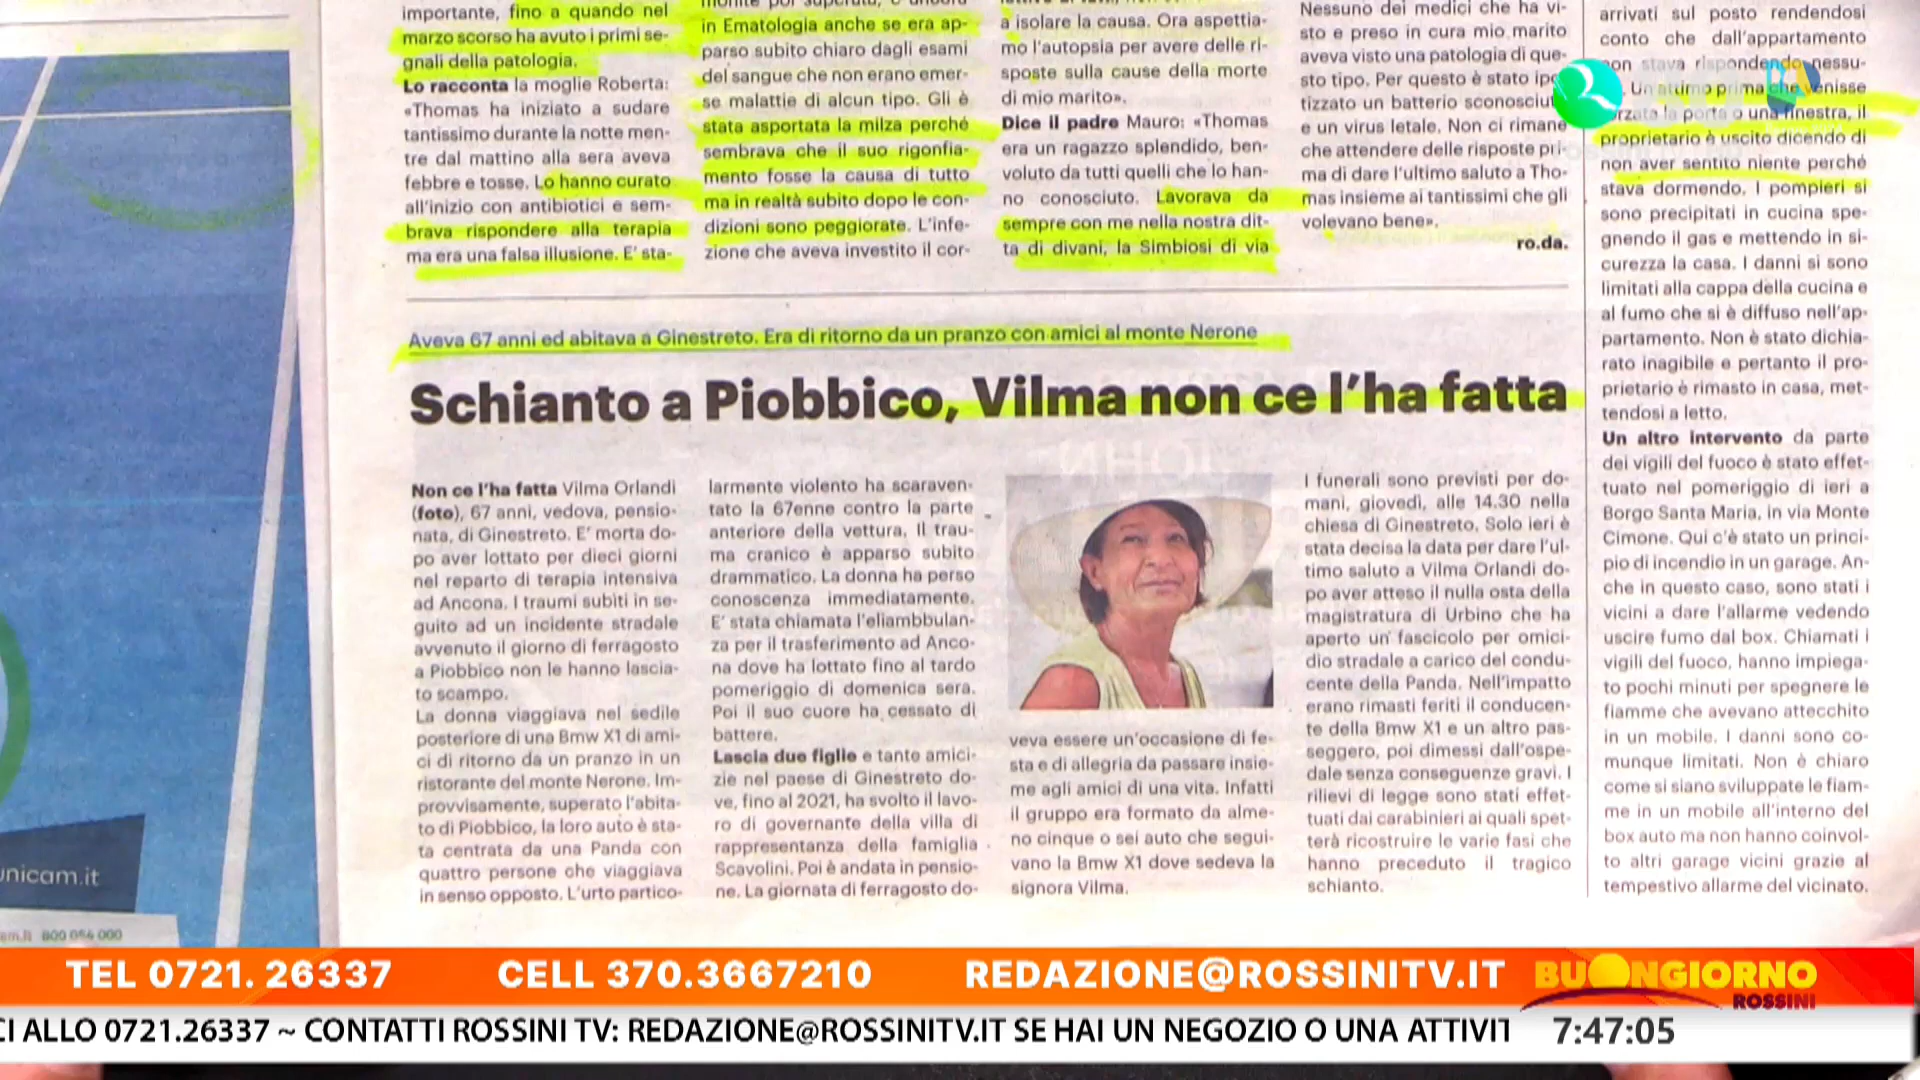 importante, fino a quando nel
marzo scorso ha avuto i primi se-
gnali della patologia.
Lo racconta la moglie Roberta:
«Thomas ha iniziato a sudare
tantissimo durante la notte men-
tre dal mattino alla sera aveva
febbre e tosse. Lo hanno curato
all'inizio con antibiotici e sem-
brava rispondere alla terapia
ma era una falsa illusione. E' sta-
in Ematologia anche se era ap-
parso subito chiaro dagli esami
del sangue che non erano emer-
se malattie di alcun tipo. Gli è
stata asportata la milza perché
sembrava che il suo rigonfia-
mento fosse la causa di tutto
ma in realtà subito dopo le con-
dizioni sono peggiorate. L'infe-
zione che aveva investito il cor-
a isolare la causa. Ora aspettia-
mo l'autopsia per avere delle ri-
sposte sulla cause della morte
di mio marito».
Dice il padre Mauro: «Thomas
era un ragazzo splendido, ben-
voluto da tutti quelli che lo han-
no conosciuto. Lavorava da
sempre con me nella nostra dit-
ta di divani, la Simbiosi di via
Nessuno dei medici che ha vi-
sto e preso in cura mio marito
aveva visto una patologia di que-
sto tipo. Per questo è stato ipo
tizzato un batterio sconosciut
e un virus letale. Non ci rimane
che attendere delle risposte pri-
ma di dare l'ultimo saluto a Tho-
mas insieme ai tantissimi che gli
volevano bene».
ro.da.
Aveva 67 anni ed abitava a Ginestreto. Era di ritorno da un pranzo con amici al monte Nerone
Schianto a Piobbico, Vilma non ce l'ha fatta
Non ce l'ha fatta Vilma Orlandi
(foto), 67 anni, vedova, pensio-
nata, di Ginestreto. E' morta do-
po aver lottato per dieci giorni
nel reparto di terapia intensiva
ad Ancona. I traumi subìti in se-
guito ad un incidente stradale
avvenuto il giorno di ferragosto
a Piobbico non le hanno lascia-
to scampo.
La donna viaggiava nel sedile
posteriore di una Bmw X1 di ami-
ci di ritorno da un pranzo in un
ristorante del monte Nerone. Im-
provvisamente, superato l'abita-
to di Piobbico, la loro auto è sta-
ta centrata da una Panda con
quattro persone che viaggiava
in senso opposto. L'urto partico-
larmente violento ha scaraven-
tato la 67enne contro la parte
anteriore della vettura. Il trau-
ma cranico è apparso subito
drammatico. La donna ha perso
conoscenza immediatamente.
E' stata chiamata l'eliambbulan-
za per il trasferimento ad Anco-
na dove ha lottato fino al tardo
pomeriggio di domenica sera.
Poi il suo cuore ha cessato di
battere.
Lascia due figlie e tante amici-
zie nel paese di Ginestreto do-
ve, fino al 2021, ha svolto il lavo-
ro di governante della villa di
rappresentanza della famiglia
Scavolini. Poi è andata in pensio-
ne. La giornata di ferragosto do-
veva essere un'occasione di fe-
sta e di allegria da passare insie-
me agli amici di una vita. Infatti
il gruppo era formato da alme-
no cinque o sei auto che segui-
vano la Bmw X1 dove sedeva la
signora Vilma.
I funerali sono previsti per do-
mani, giovedì, alle 14.30 nella
chiesa di Ginestreto. Solo ieri è
stata decisa la data per dare l'ul-
timo saluto a Vilma Orlandi do-
po aver atteso il nulla osta della
magistratura di Urbino che ha
aperto un fascicolo per omici-
dio stradale a carico del condu-
cente della Panda. Nell'impatto
erano rimasti feriti il conducen-
te della Bmw X1 e un altro pas-
seggero, poi dimessi dall'ospe-
dale senza conseguenze gravi. I
rilievi di legge sono stati effet-
tuati dai carabinieri ai quali spet-
terà ricostruire le varie fasi che
hanno preceduto il tragico
schianto.
arrivati sul posto rendendosi
conto che dall'appartamento
non stava rispondendo nessu-
Un attimo prima che venisse
rzata la porta o una finestra, il
proprietario è uscito dicendo di
non aver sentito niente perché
stava dormendo. I pompieri si
sono precipitati in cucina spe-
gnendo il gas e mettendo in si-
curezza la casa. I danni si sono
limitati alla cappa della cucina e
al fumo che si è diffuso nell'ap-
partamento. Non è stato dichia-
rato inagibile e pertanto il pro-
prietario è rimasto in casa, met-
tendosi a letto.
Un altro intervento da parte
dei vigili del fuoco è stato effet-
tuato nel pomeriggio di ieri a
Borgo Santa Maria, in via Monte
Cimone. Qui c'è stato un princi-
pio di incendio in un garage. An-
che in questo caso, sono stati i
vicini a dare l'allarme vedendo
uscire fumo dal box. Chiamati i
vigili del fuoco, hanno impiega-
to pochi minuti per spegnere le
fiamme che avevano attecchito
in un mobile. I danni sono co-
munque limitati. Non è chiaro
come si siano sviluppate le fiam-
me in un mobile all'interno del
box auto ma non hanno coinvol-
to altri garage vicini grazie al
tempestivo allarme del vicinato.
unicam.it
800 054 000
TEL 0721. 26337 CELL 370.3667210 REDAZIONE@ROSSINITV.IT
BUONGIORNO
ROSSINI
CI ALLO 0721.26337 ~ CONTATTI ROSSINI TV: REDAZIONE@ROSSINITV.IT SE HAI UN NEGOZIO O UNA ATTIVIT
7:47:05